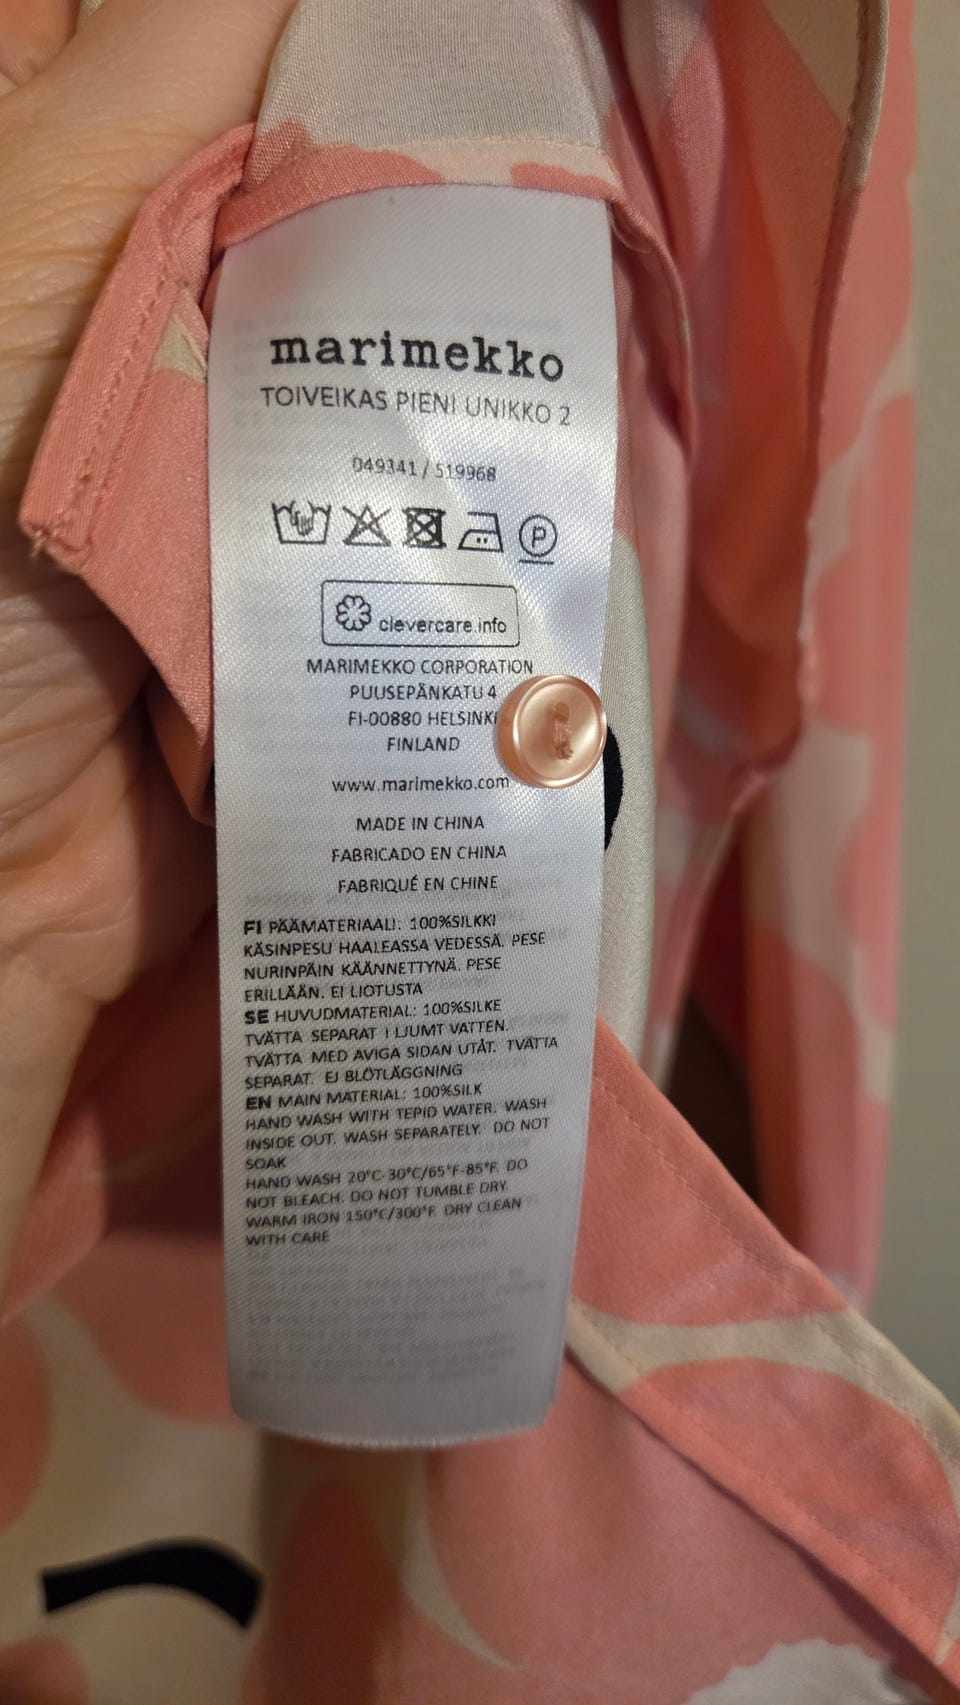 marimekko
TOIVEIKAS PIENI UNIKKO 2
049341 / 519968
P
clevercare.info
MARIMEKKO CORPORATION
PUUSEPÄNKATU 4
FI-00880 HELSINKI
FINLAND
www.marimekko.com
MADE IN CHINA
FABRICADO EN CHINA
FABRIQUÉ EN CHINE
FI PÄÄMATERIAALI: 100%SILKKI
KÄSINPESU HAALEASSA VEDESSÄ. PESE
NURINPÄIN KÄÄNNETTYNÄ. PESE
ERILLÄÄN. EI LIOTUSTA
SE HUVUDMATERIAL: 100%SILKE
TVÄTTA SEPARAT I LJUMT VATTEN.
TVÄTTA MED AVIGA SIDAN UTÅT. TVÄTTA
SEPARAT. EJ BLÖTLÄGGNING
EN MAIN MATERIAL: 100%SILK
HAND WASH WITH TEPID WATER. WASH
INSIDE OUT. WASH SEPARATELY. DO NOT
SOAK
HAND WASH 20°C-30°C/65°F-85°F. DO
NOT BLEACH. DO NOT TUMBLE DRY.
WARM IRON 150°C/300°F. DRY CLEAN
WITH CARE